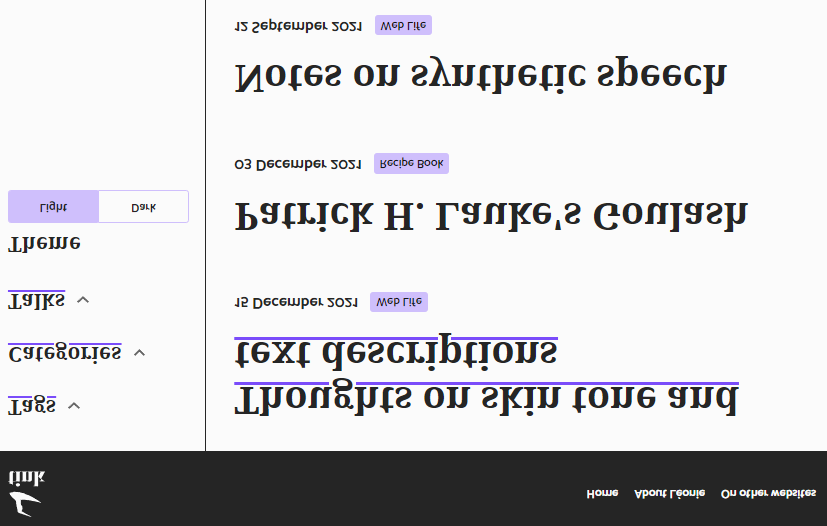 tink
Home About Léonie On other websites
Tags
Categories
Talks
Theme
Light Dark
Thoughts on skin tone and
text descriptions
15 December 2021 Web Life
Patrick H. Lauke's Goulash
03 December 2021 Recipe Book
Notes on synthetic speech
12 September 2021 Web Life